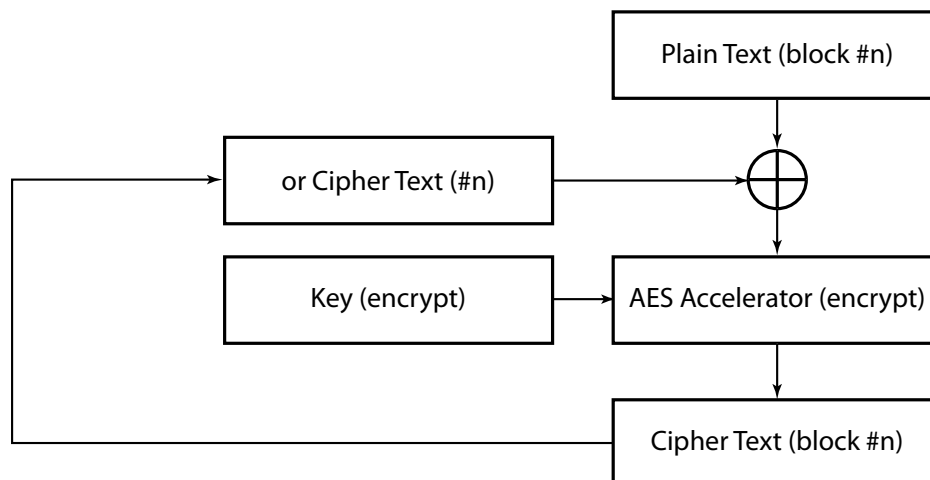 Plain Text (block #n)
or Cipher Text (#n)
Key (encrypt)
AES Accelerator (encrypt)
Cipher Text (block #n)